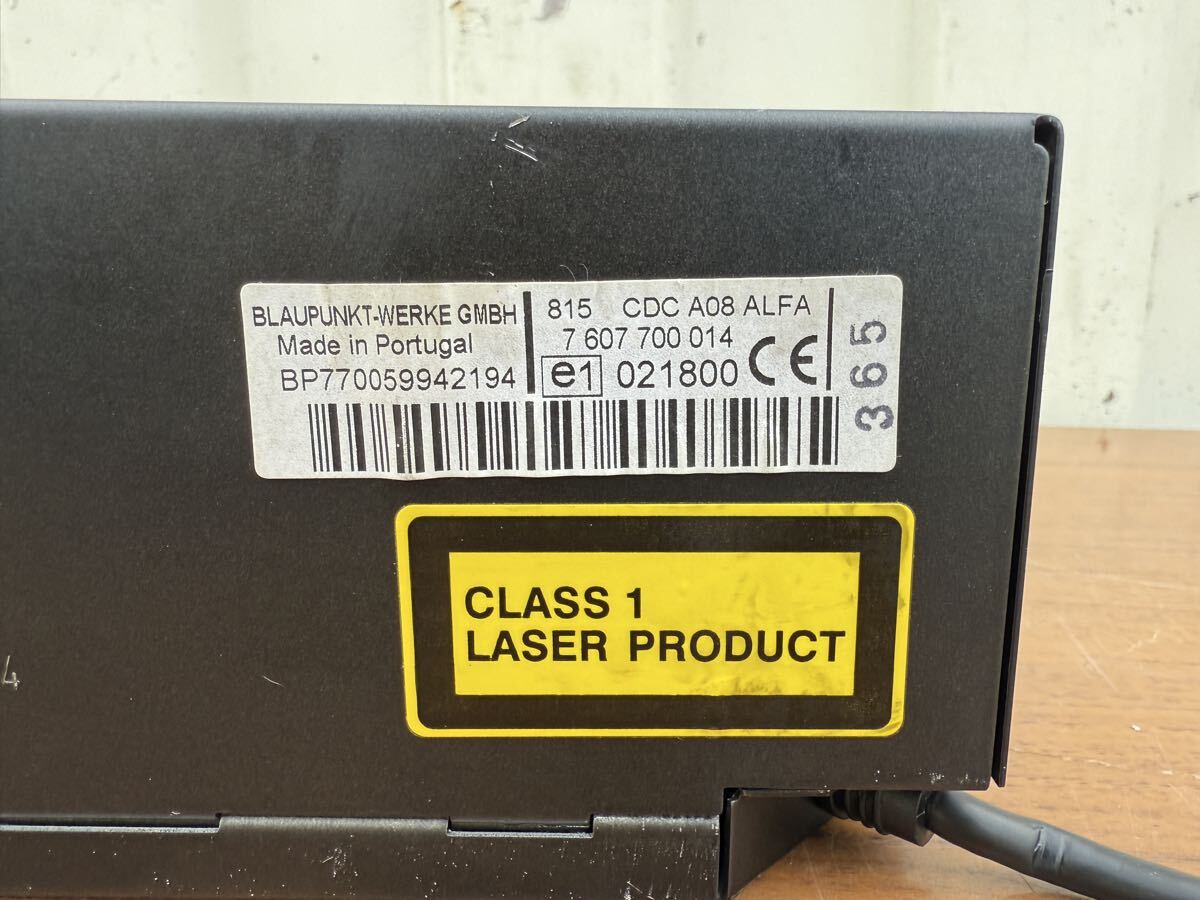 BLAUPUNKT-WERKE GMBH
Made in Portugal
BP770059942194
815 CDC A08 ALFA
7 607 700 014
e1 021800 CE
365
CLASS 1
LASER PRODUCT
4